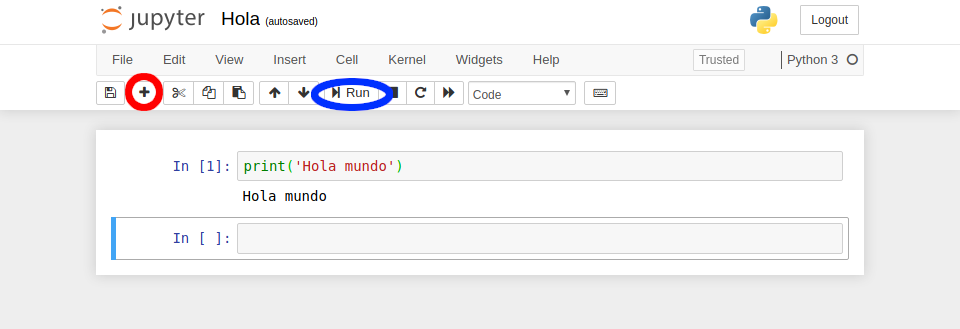 jupyter Hola (autosaved) Logout
File Edit View Insert Cell Kernel Widgets Help Trusted Python 3
Run Code
In [1]: print('Hola mundo')
Hola mundo
In [ ]: